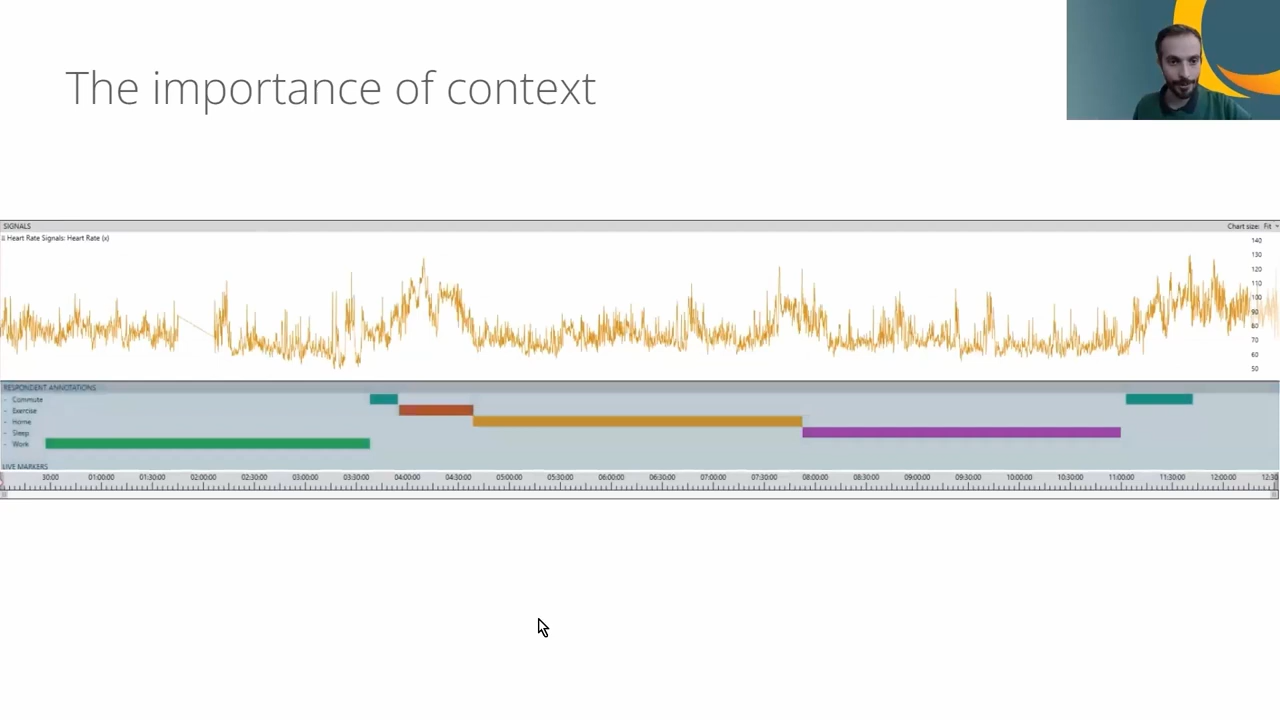 The importance of context
SIGNALS
Chart size: Fit
Heart Rate Signals: Heart Rate (x)
140
130
120
110
100
90
80
70
60
50
RESPONDENT ANNOTATIONS
- Commute
- Exercise
- Home
- Sleep
- Work
LIVE MARKERS
30:00 01:00:00 01:30:00 02:00:00 02:30:00 03:00:00 03:30:00 04:00:00 04:30:00 05:00:00 05:30:00 06:00:00 06:30:00 07:00:00 07:30:00 08:00:00 08:30:00 09:00:00 09:30:00 10:00:00 10:30:00 11:00:00 11:30:00 12:00:00 12:30